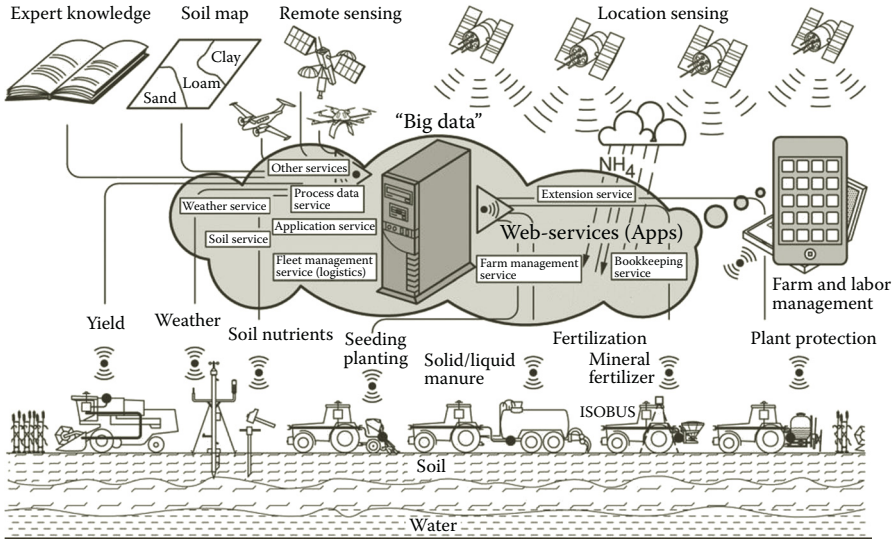 Expert knowledge
Soil map
Remote sensing
Location sensing
Clay
Loam
Sand
“Big data”
NH4
Other services
Process data
service
Extension service
Weather service
Application service
Web-services (Apps)
Soil service
Fleet management
service (logistics)
Farm management
service
Bookkeeping
service
Farm and labor
management
Yield
Weather
Soil nutrients
Seeding
planting
Solid/liquid
manure
Fertilization
Mineral
fertilizer
Plant protection
ISOBUS
Soil
Water